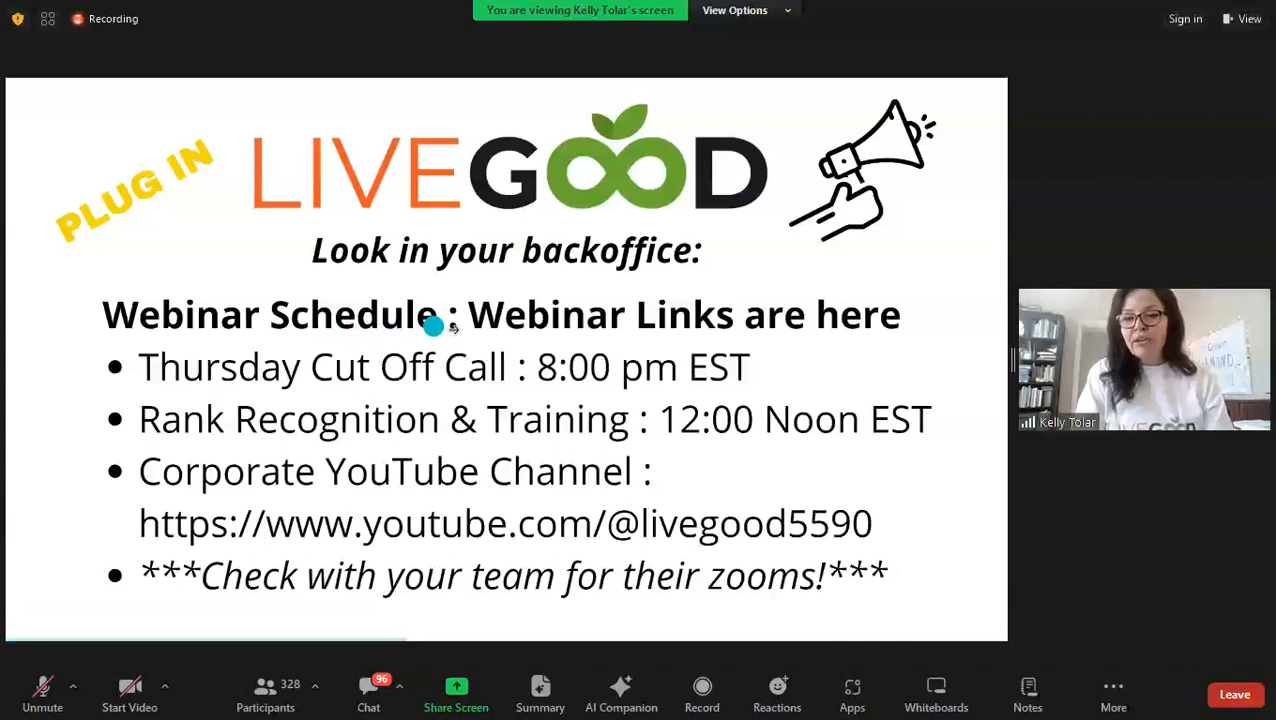 You are viewing Kelly Tolar's screen
View Options
Recording
Sign in
View
PLUG IN
LIVEGOOD
Look in your backoffice:
Webinar Schedule : Webinar Links are here
• Thursday Cut Off Call : 8:00 pm EST
• Rank Recognition & Training : 12:00 Noon EST
• Corporate YouTube Channel :
https://www.youtube.com/@livegood5590
• ***Check with your team for their zooms!***
DIAMOND
LIVEGOOD
Kelly Tolar
Unmute
Start Video
328
Participants
96
Chat
Share Screen
Summary
AI Companion
Record
Reactions
Apps
Whiteboards
Notes
More
Leave